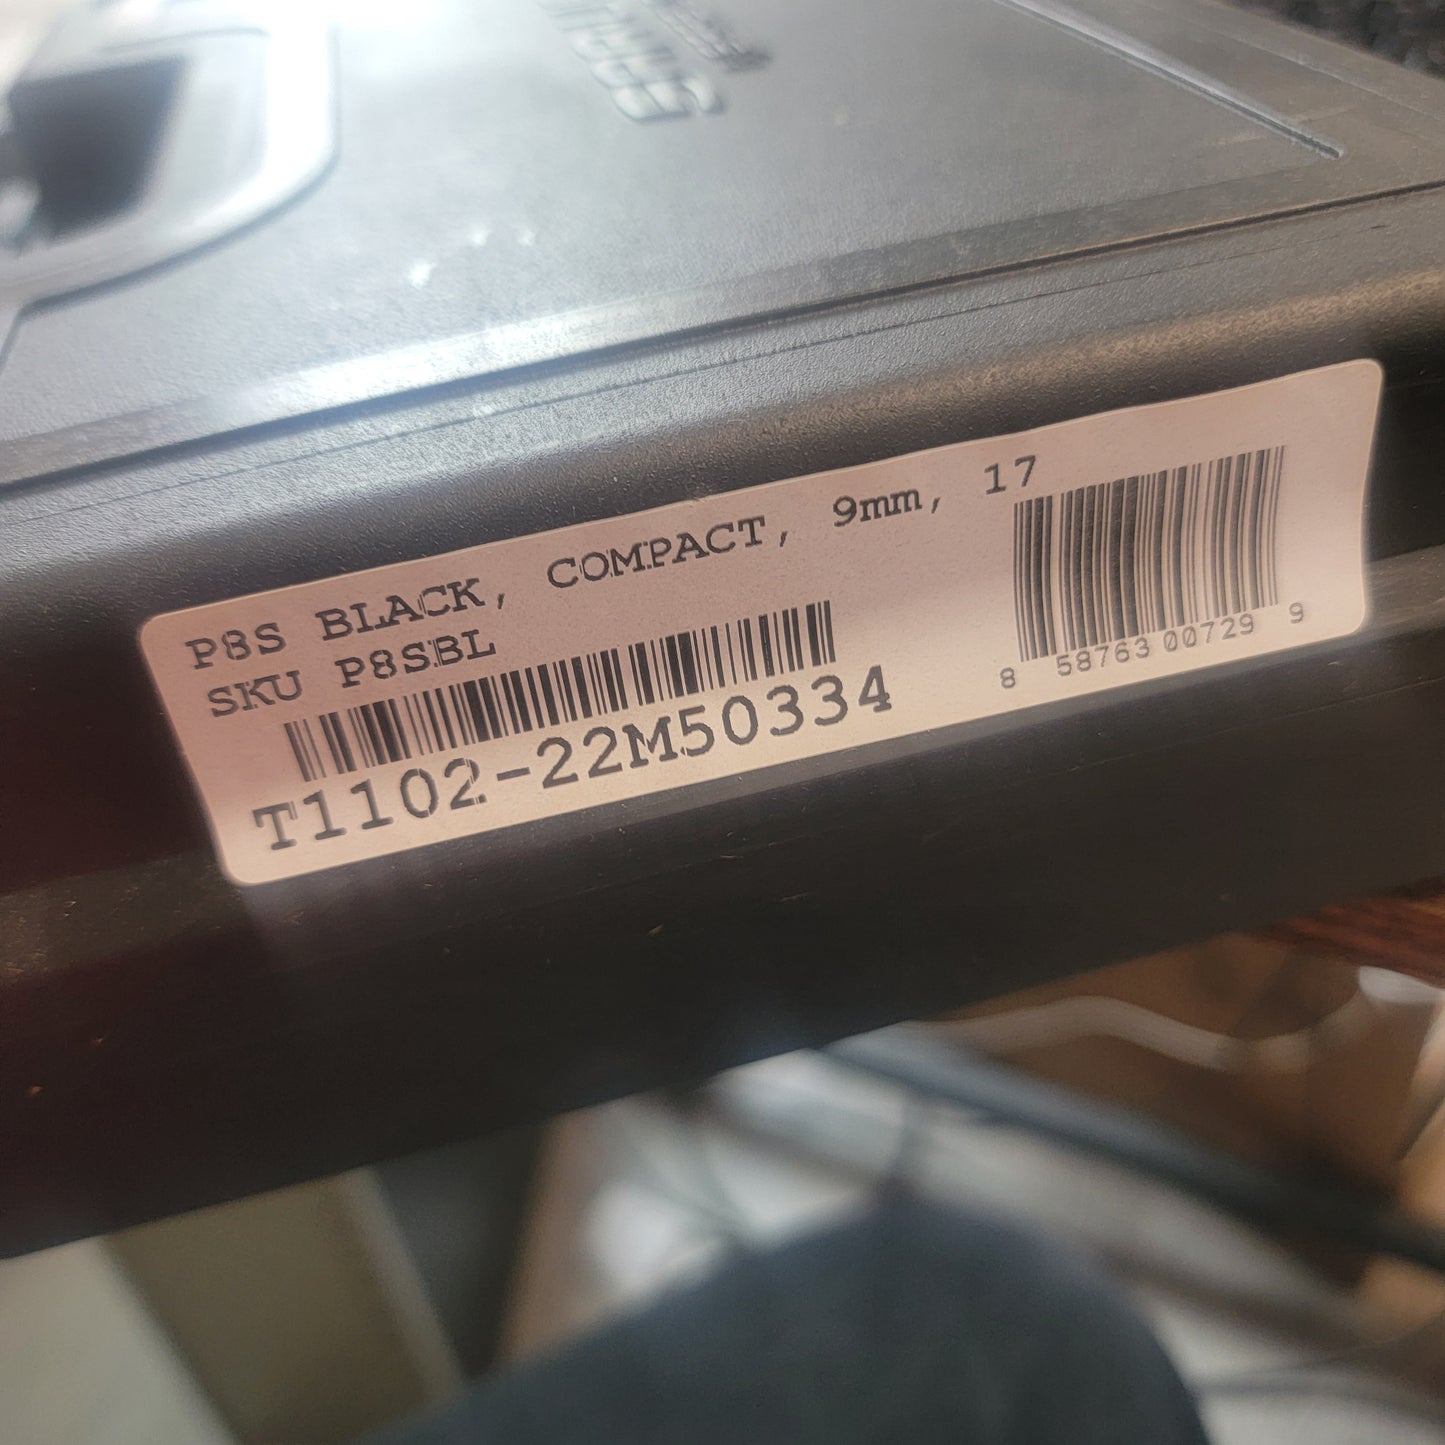 P8S BLACK, COMPACT, 9mm, 17
SKU P8SBL
T1102-22M50334
8 58763 00729 9